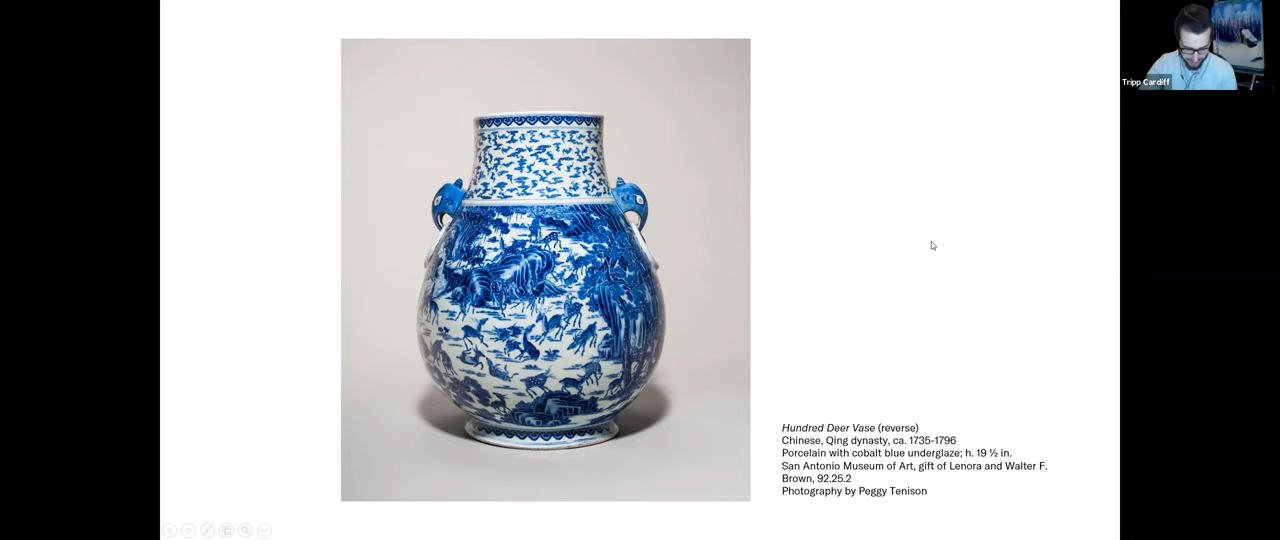 Tripp Cardiff
Hundred Deer Vase (reverse)
Chinese, Qing dynasty, ca. 1735-1796
Porcelain with cobalt blue underglaze; h. 19 ½ in.
San Antonio Museum of Art, gift of Lenora and Walter F.
Brown, 92.25.2
Photography by Peggy Tenison